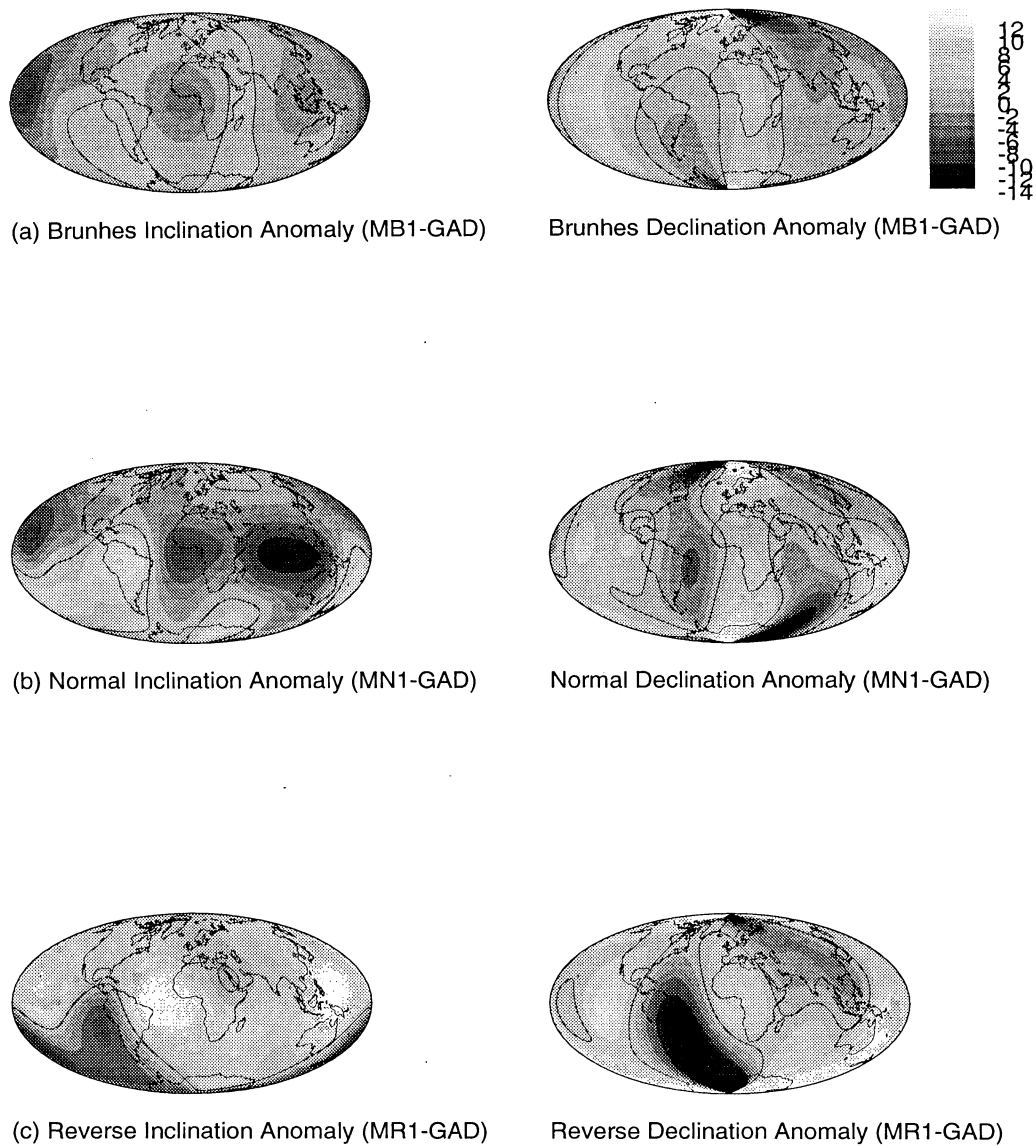 12
10
8
6
4
2
0
-2
-4
-6
-8
-10
-12
-14
(a) Brunhes Inclination Anomaly (MB1-GAD)
Brunhes Declination Anomaly (MB1-GAD)
(b) Normal Inclination Anomaly (MN1-GAD)
Normal Declination Anomaly (MN1-GAD)
(c) Reverse Inclination Anomaly (MR1-GAD)
Reverse Declination Anomaly (MR1-GAD)